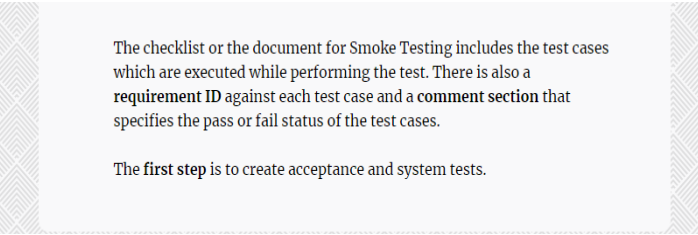 The checklist or the document for Smoke Testing includes the test cases
which are executed while performing the test. There is also a
requirement ID against each test case and a comment section that
specifies the pass or fail status of the test cases.
The first step is to create acceptance and system tests.